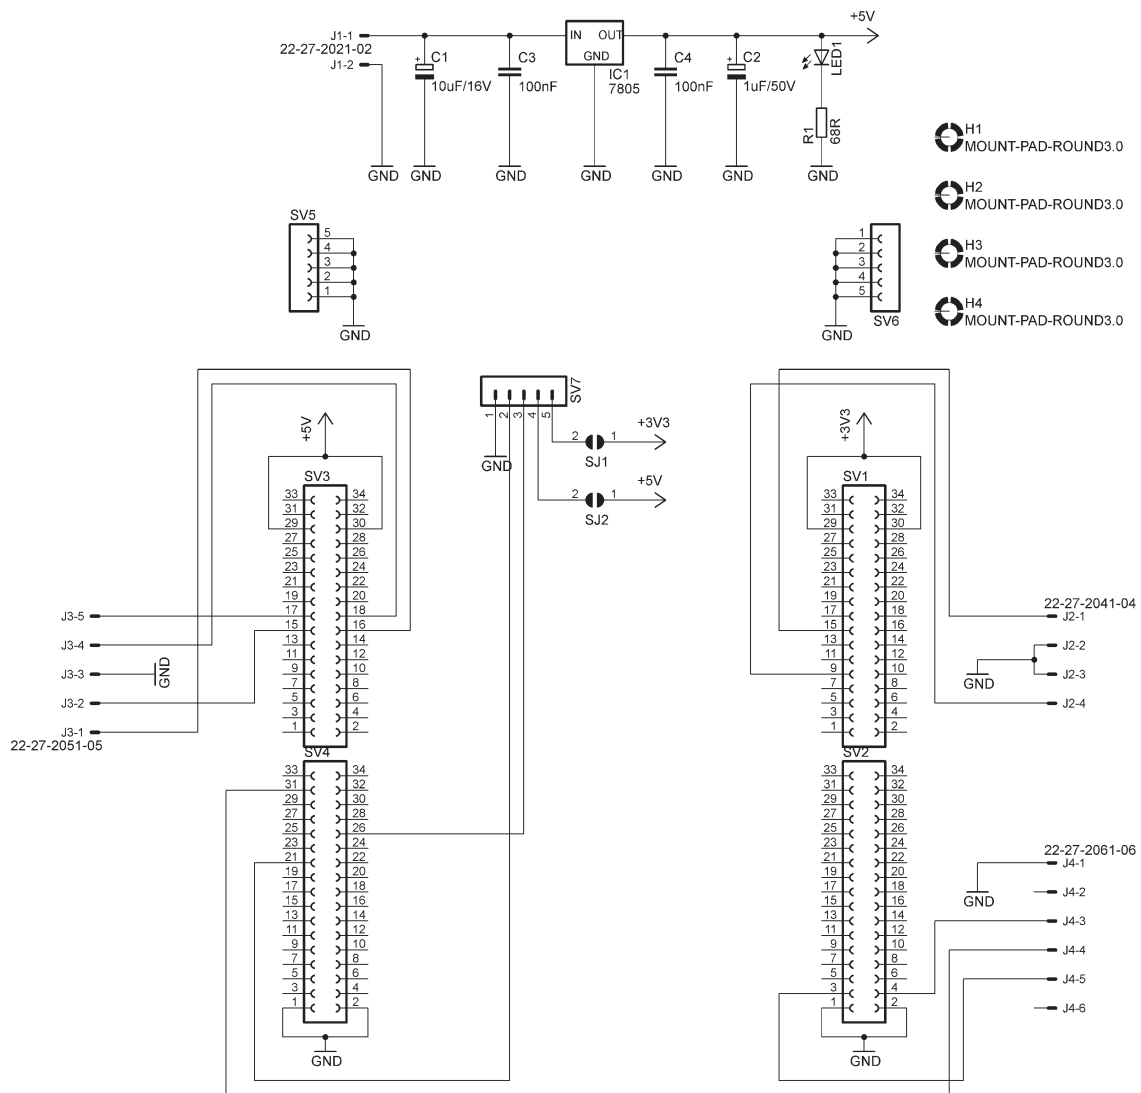 +5V
J1-1
22-27-2021-02
J1-2
C1
10uF/16V
C3
100nF
IN OUT
GND
IC1
7805
C4
100nF
C2
1uF/50V
LED1
R1
68R
GND
GND
GND
GND
GND
GND
GND
H1
MOUNT-PAD-ROUND3.0
H2
MOUNT-PAD-ROUND3.0
H3
MOUNT-PAD-ROUND3.0
H4
MOUNT-PAD-ROUND3.0
SV5
5
4
3
2
1
GND
1
2
3
4
5
SV6
GND
SV7
1 2 3 4 5
GND
2 1
+3V3
SJ1
2 1
+5V
SJ2
+5V
SV3
33 34
31 32
29 30
27 28
25 26
23 24
21 22
19 20
17 18
15 16
13 14
11 12
9 10
7 8
5 6
3 4
1 2
J3-5
J3-4
J3-3
GND
J3-2
J3-1
22-27-2051-05
SV4
33 34
31 32
29 30
27 28
25 26
23 24
21 22
19 20
17 18
15 16
13 14
11 12
9 10
7 8
5 6
3 4
1 2
GND
+3V3
SV1
33 34
31 32
29 30
27 28
25 26
23 24
21 22
19 20
17 18
15 16
13 14
11 12
9 10
7 8
5 6
3 4
1 2
22-27-2041-04
J2-1
J2-2
J2-3
GND
J2-4
SV2
33 34
31 32
29 30
27 28
25 26
23 24
21 22
19 20
17 18
15 16
13 14
11 12
9 10
7 8
5 6
3 4
1 2
GND
22-27-2061-06
J4-1
GND
J4-2
J4-3
J4-4
J4-5
J4-6